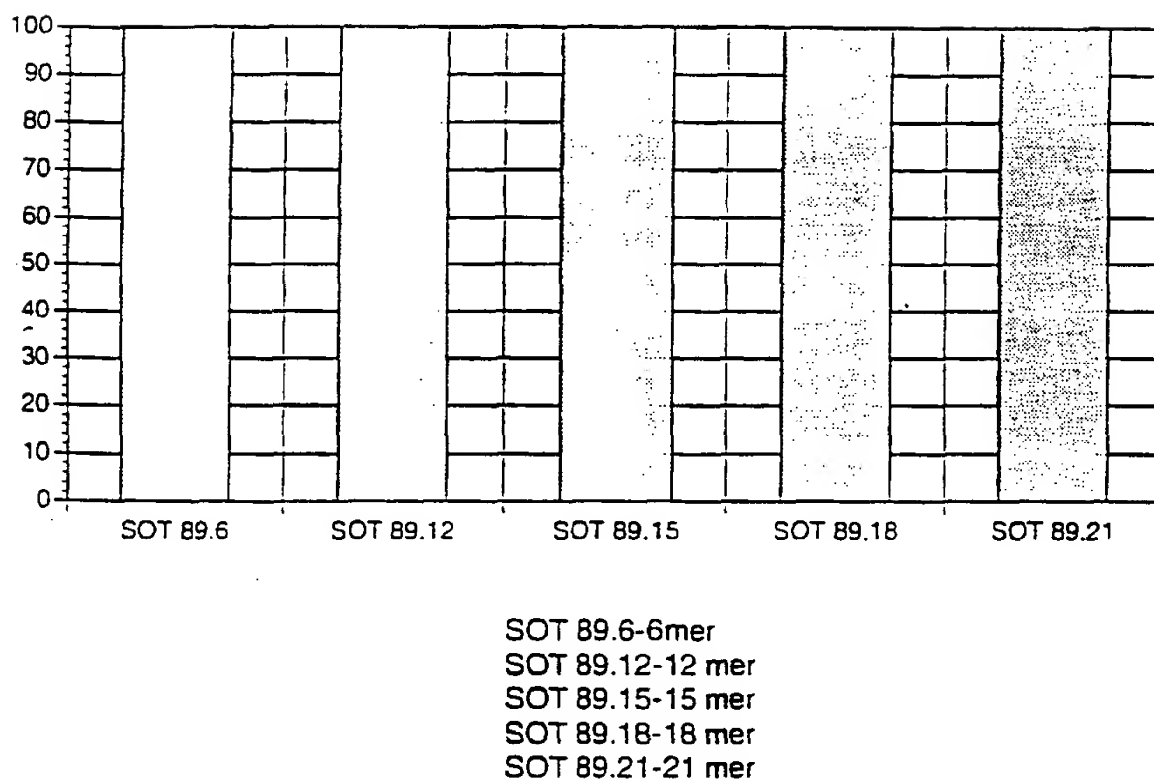 100
90
80
70
60
50
40
30
20
10
0
SOT 89.6 SOT 89.12 SOT 89.15 SOT 89.18 SOT 89.21
SOT 89.6-6mer
SOT 89.12-12 mer
SOT 89.15-15 mer
SOT 89.18-18 mer
SOT 89.21-21 mer